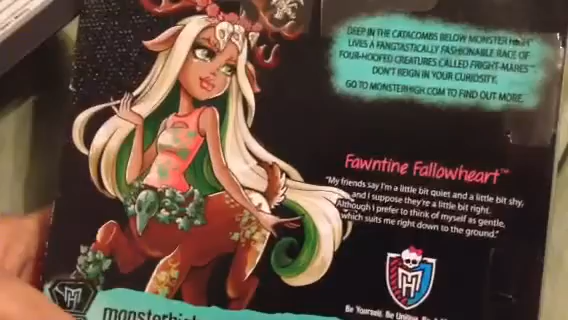 DEEP IN THE CATACOMBS BELOW MONSTER HIGH™
LIVES A FANGTASTICALLY FASHIONABLE RACE OF
FOUR-HOOFED CREATURES CALLED FRIGHT-MARES™.
DON'T REIGN IN YOUR CURIOSITY.
GO TO MONSTERHIGH.COM TO FIND OUT MORE.
Fawntine Fallowheart™
"My friends say I'm a little bit quiet and a little bit shy,
and I suppose they're a little bit right.
Although I prefer to think of myself as gentle,
which suits me right down to the ground."
Be Yourself. Be Unique.
monsterhigh